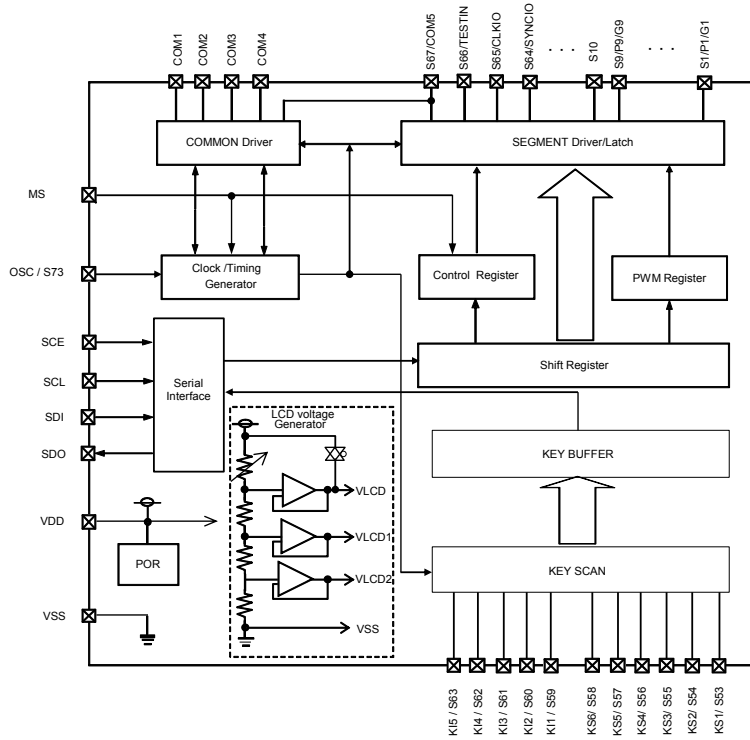 COM1
COM2
COM3
COM4
S67/COM5
S66/TESTIN
S65/CLKIO
S64/SYNCIO
. . .
S10
S9/P9/G9
. . .
S1/P1/G1
COMMON Driver
SEGMENT Driver/Latch
MS
OSC / S73
Clock /Timing
Generator
Control Register
PWM Register
SCE
SCL
SDI
SDO
Serial
Interface
Shift Register
LCD voltage
Generator
KEY BUFFER
VLCD
VLCD1
VLCD2
VSS
VDD
POR
VSS
KEY SCAN
KI5 / S63
KI4 / S62
KI3 / S61
KI2 / S60
KI1 / S59
KS6/ S58
KS5/ S57
KS4/ S56
KS3/ S55
KS2/ S54
KS1/ S53